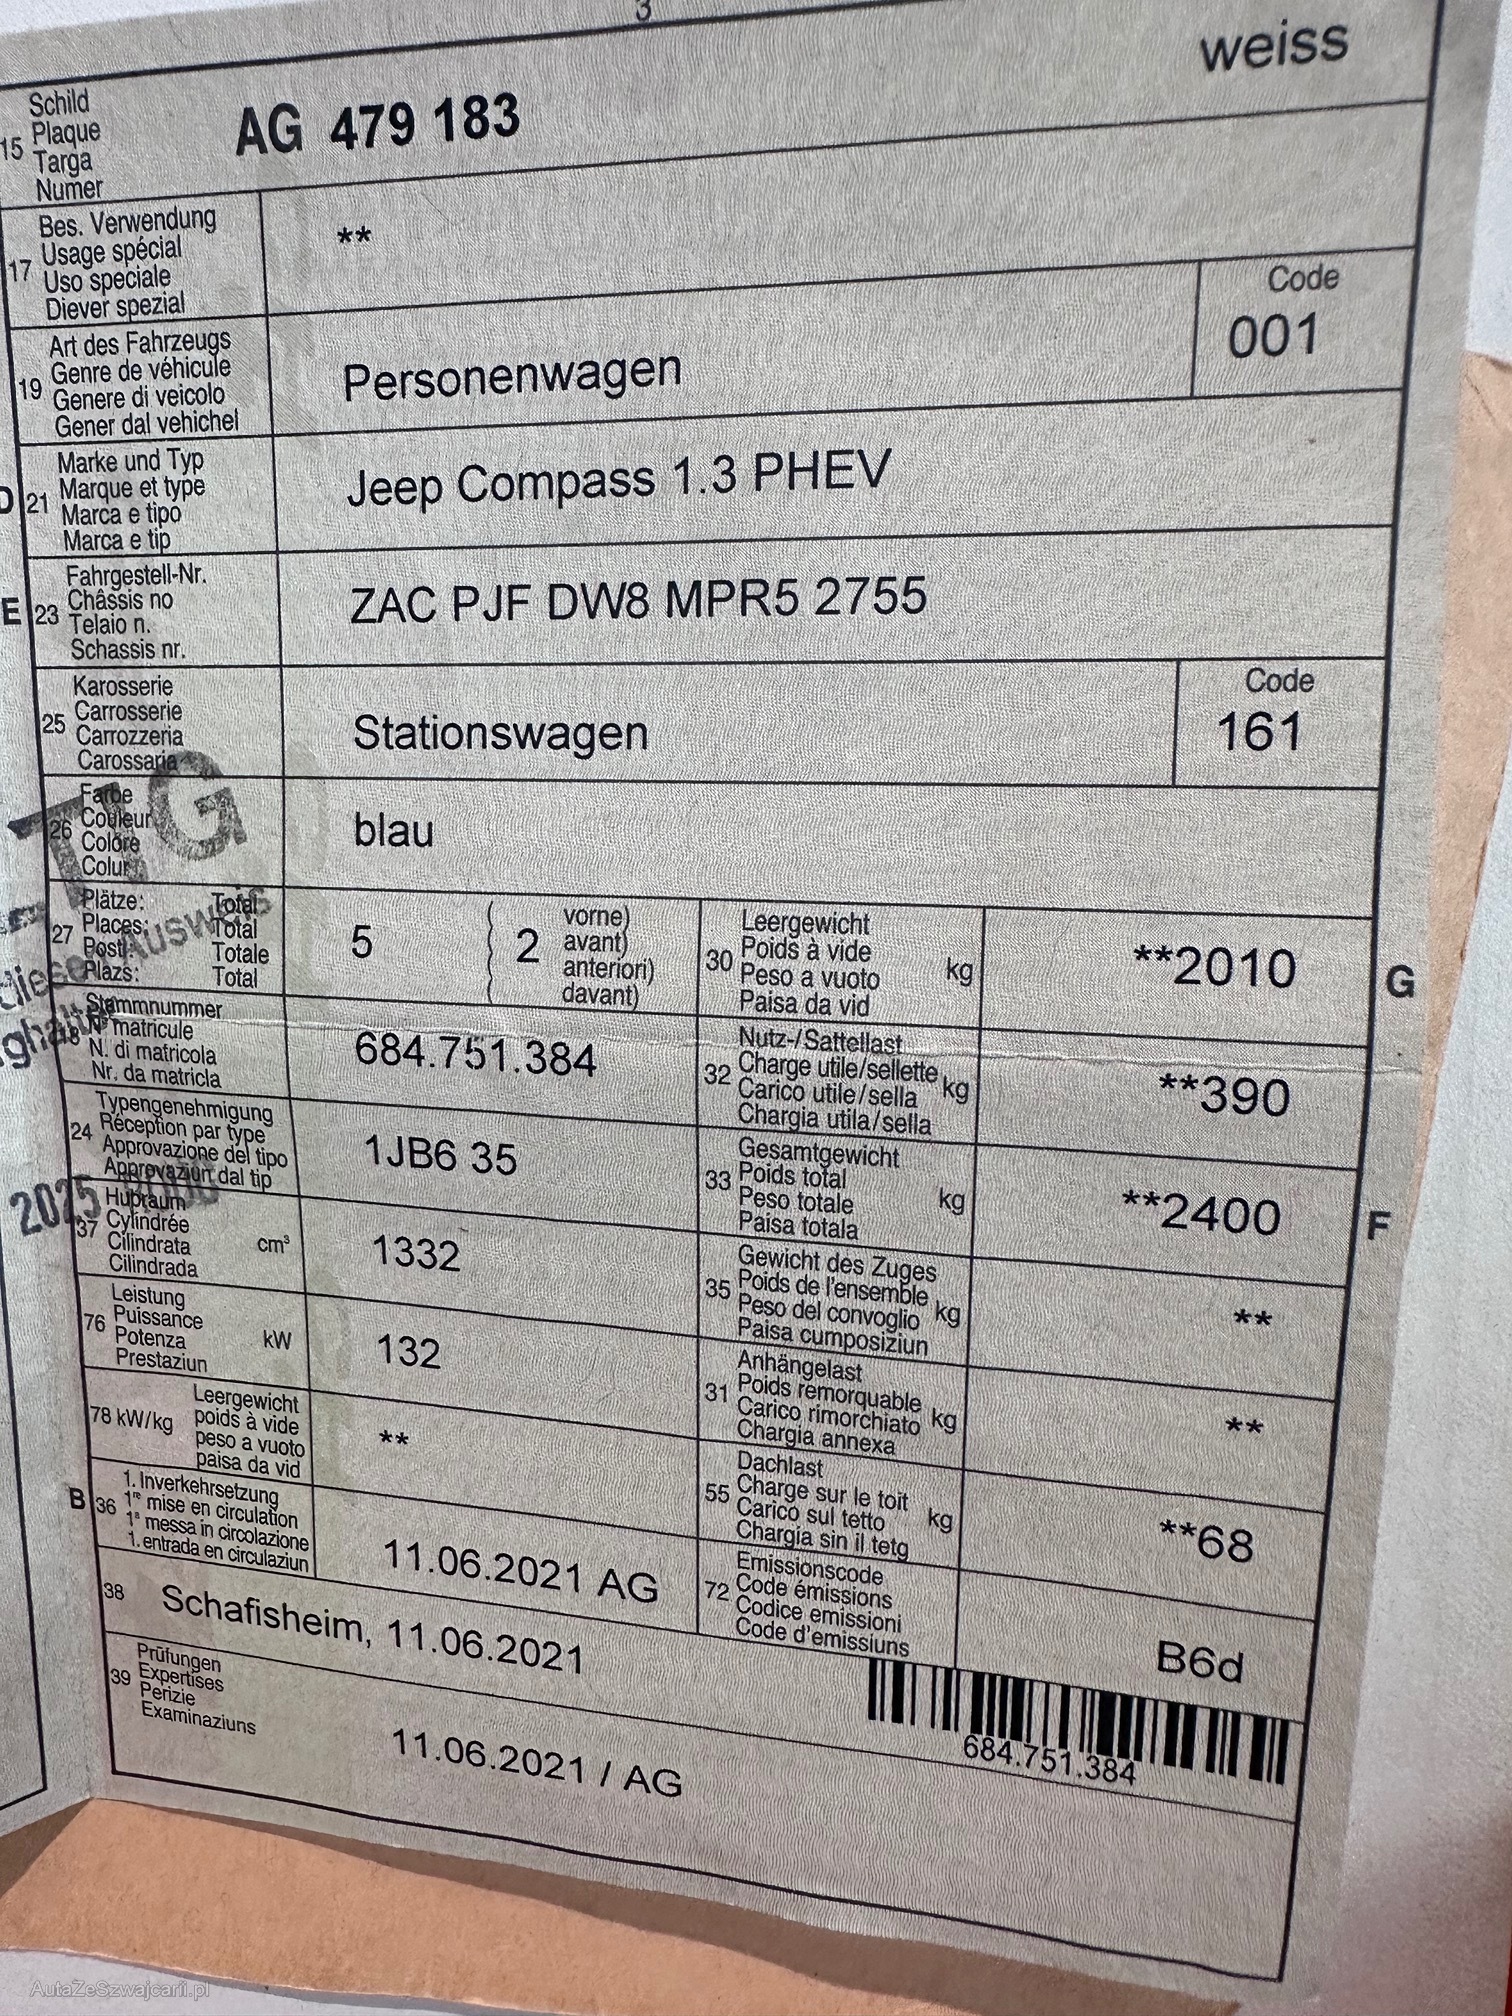 3
weiss
15 Schild
Plaque
Targa
Numer
AG 479 183
17 Bes. Verwendung
Usage spécial
Uso speciale
Diever spezial
**
19 Art des Fahrzeugs
Genre de véhicule
Genere di veicolo
Gener dal vehichel
Personenwagen
Code
001
D 21 Marke und Typ
Marque et type
Marca e tipo
Marca e tip
Jeep Compass 1.3 PHEV
E 23 Fahrgestell-Nr.
Châssis no
Telaio n.
Schassis nr.
ZAC PJF DW8 MPR5 2755
25 Karosserie
Carrosserie
Carrozzeria
Carossaria
Stationswagen
Code
161
26 Farbe
Couleur
Colore
Colur
blau
27 Plätze: Total
Places: Total
Posti: Totale
Plazs: Total
5
2
vorne)
avant)
anteriori)
davant)
30 Leergewicht
Poids à vide
Peso a vuoto
Paisa da vid
kg
**2010
G
18 Stammnummer
N° matricule
N. di matricola
Nr. da matricla
684.751.384
32 Nutz-/Sattellast
Charge utile/sellette
Carico utile/sella
Chargia utila/sella
kg
**390
24 Typengenehmigung
Réception par type
Approvazione del tipo
Approvaziun dal tip
1JB6 35
33 Gesamtgewicht
Poids total
Peso totale
Paisa totala
kg
**2400
F
37 Hubraum
Cylindrée
Cilindrata
Cilindrada
cm³
1332
35 Gewicht des Zuges
Poids de l'ensemble
Peso del convoglio
Paisa cumposiziun
kg
**
76 Leistung
Puissance
Potenza
Prestaziun
kW
132
31 Anhängelast
Poids remorquable
Carico rimorchiato
Chargia annexa
kg
**
78 kW/kg
Leergewicht
poids à vide
peso a vuoto
paisa da vid
**
55 Dachlast
Charge sur le toit
Carico sul tetto
Chargia sin il tetg
kg
**68
B 36 1. Inverkehrsetzung
1re mise en circulation
1a messa in circolazione
1. entrada en circulaziun
11.06.2021 AG
72 Emissionscode
Code émissions
Codice emissioni
Code d'emissiuns
B6d
38 Schafisheim, 11.06.2021
39 Prüfungen
Expertises
Perizie
Examinaziuns
11.06.2021 / AG
684.751.384
2025
AutaZeSzwajcarii.pl